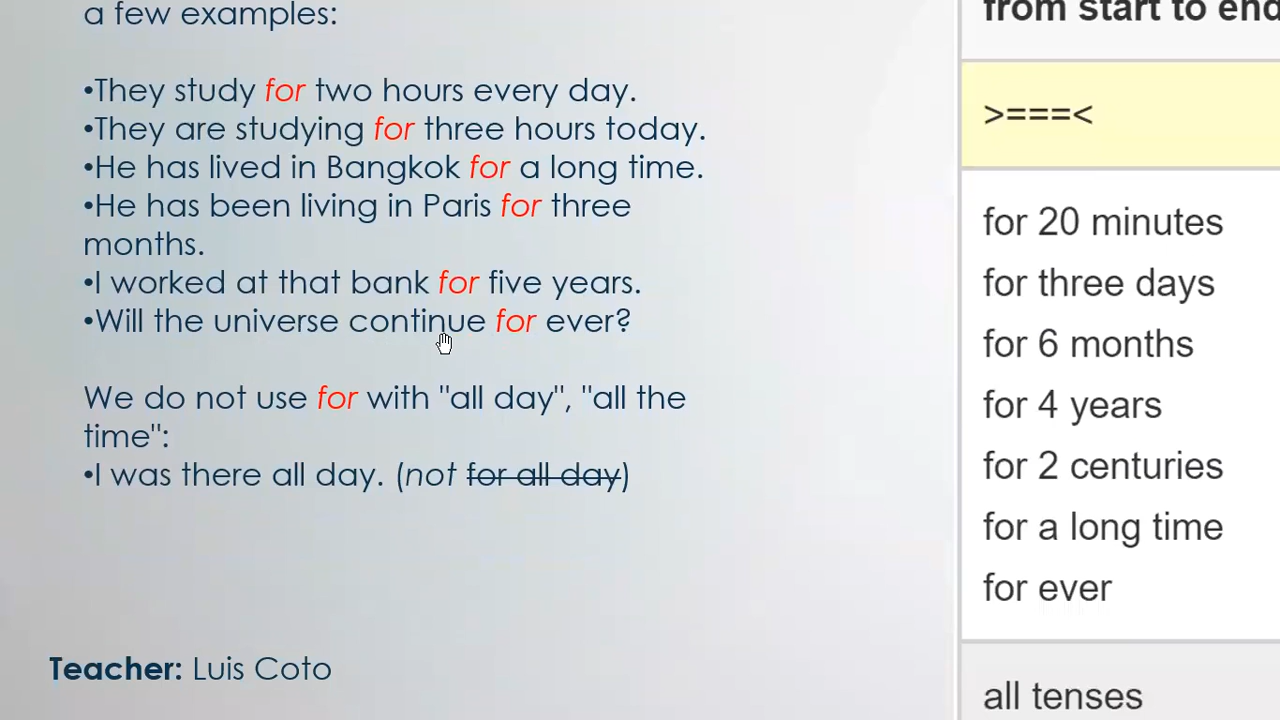 a few examples:
•They study for two hours every day.
•They are studying for three hours today.
•He has lived in Bangkok for a long time.
•He has been living in Paris for three
months.
•I worked at that bank for five years.
•Will the universe continue for ever?
We do not use for with "all day", "all the
time":
•I was there all day. (not for all day)
Teacher: Luis Coto
from start to end
>===<
for 20 minutes
for three days
for 6 months
for 4 years
for 2 centuries
for a long time
for ever
all tenses